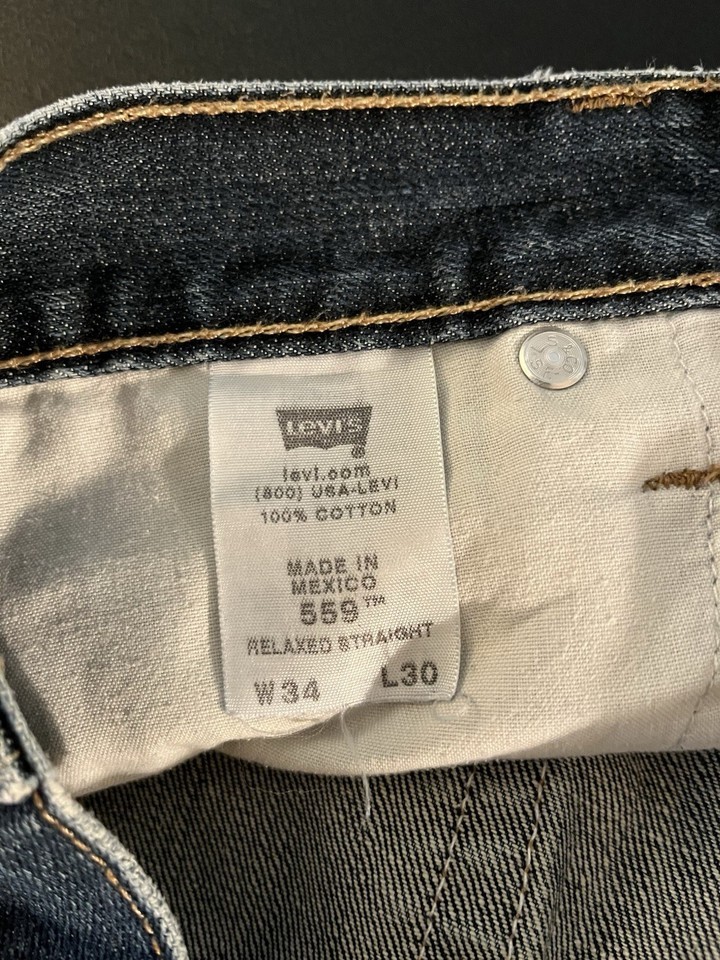 LEVI'S
®
levi.com
(800) USA-LEVI
100% COTTON
MADE IN
MEXICO
559™
RELAXED STRAIGHT
W34 L30